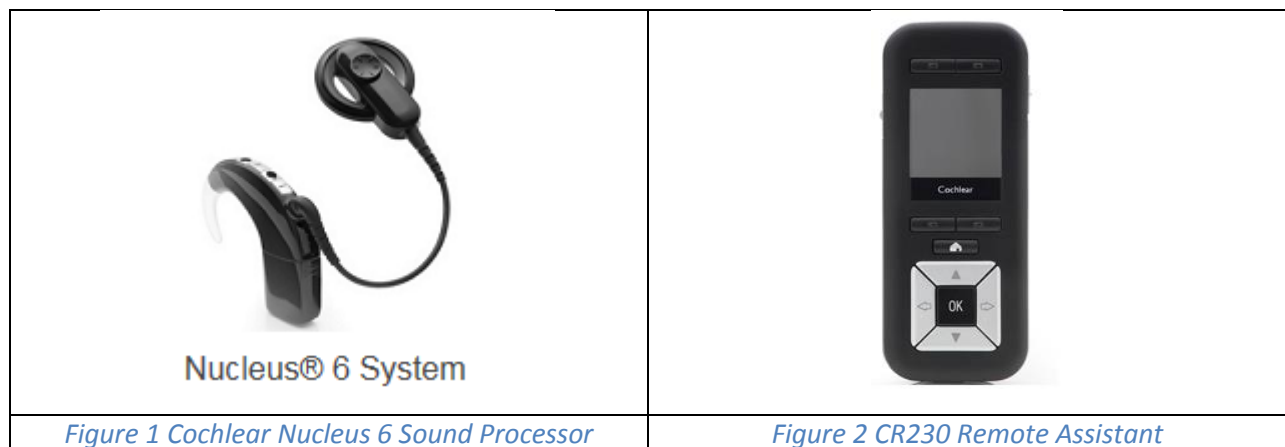 Cochlear
OK
Nucleus® 6 System
Figure 1 Cochlear Nucleus 6 Sound Processor
Figure 2 CR230 Remote Assistant